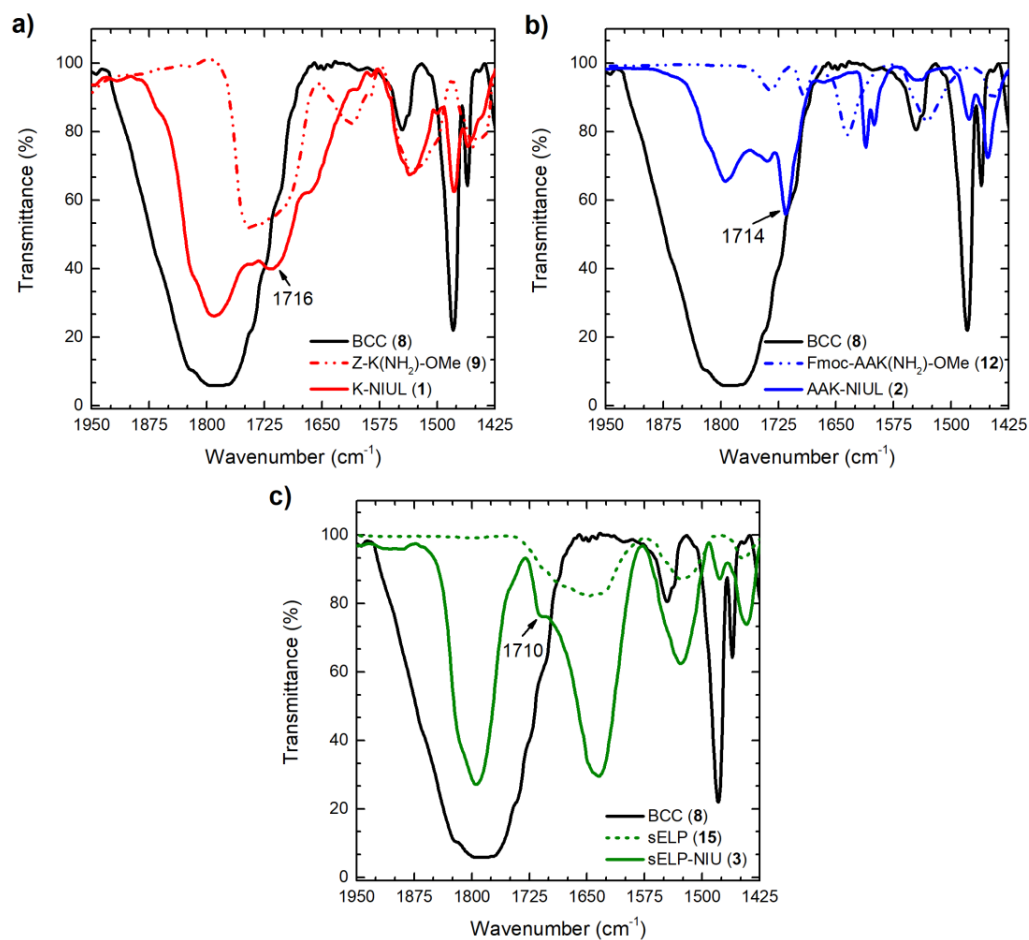 a)
100
80
60
40
20
0
Transmittance (%)
1716
BCC (8)
Z-K(NH2)-OMe (9)
K-NIUL (1)
1950 1875 1800 1725 1650 1575 1500 1425
Wavenumber (cm-1)
b)
100
80
60
40
20
0
Transmittance (%)
1714
BCC (8)
Fmoc-AAK(NH2)-OMe (12)
AAK-NIUL (2)
1950 1875 1800 1725 1650 1575 1500 1425
Wavenumber (cm-1)
c)
100
80
60
40
20
0
Transmittance (%)
1710
BCC (8)
sELP (15)
sELP-NIU (3)
1950 1875 1800 1725 1650 1575 1500 1425
Wavenumber (cm-1)